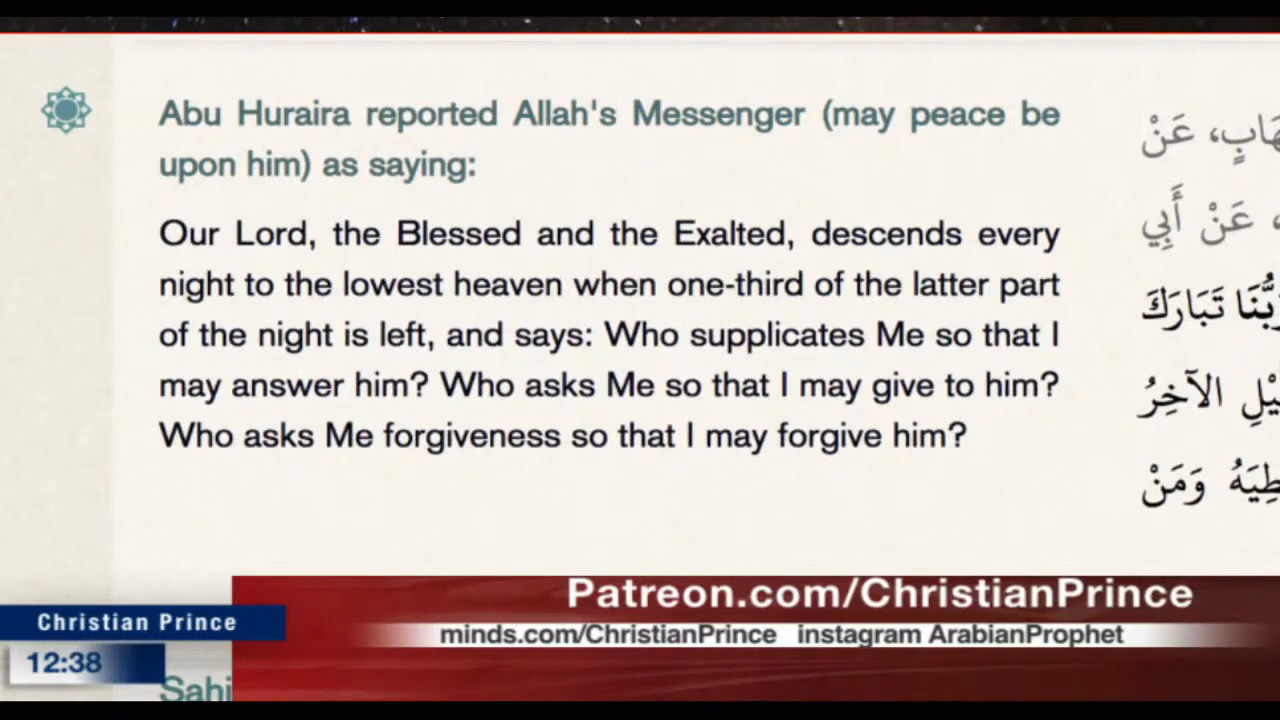 Abu Huraira reported Allah's Messenger (may peace be
upon him) as saying:
Our Lord, the Blessed and the Exalted, descends every
night to the lowest heaven when one-third of the latter part
of the night is left, and says: Who supplicates Me so that I
may answer him? Who asks Me so that I may give to him?
Who asks Me forgiveness so that I may forgive him?
عَنْ
عَنْ أَبِي
رَبُّنَا تَبَارَكَ
الآخِرُ
وَمَنْ
Patreon.com/ChristianPrince
Christian Prince
minds.com/ChristianPrince instagram ArabianProphet
12:38
Sahi